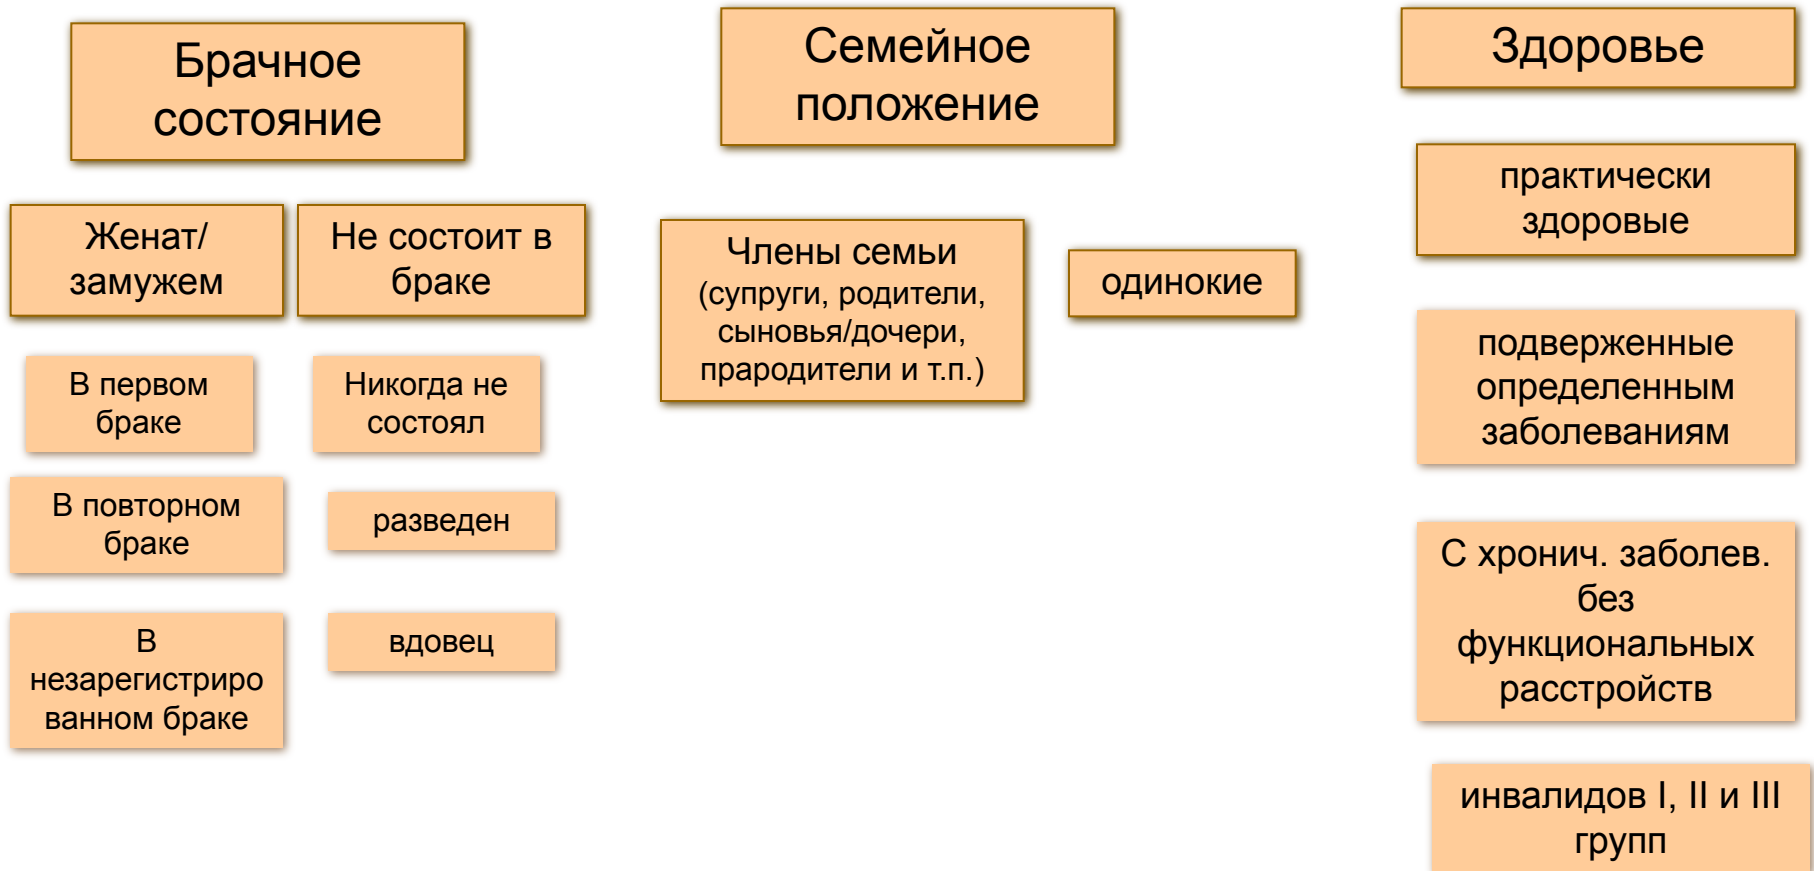 Брачное
состояние
Женат/
замужем
Не состоит в
браке
В первом
браке
Никогда не
состоял
В повторном
браке
разведен
В
незарегистриро
ванном браке
вдовец
Семейное
положение
Члены семьи
(супруги, родители,
сыновья/дочери,
прародители и т.п.)
одинокие
Здоровье
практически
здоровые
подверженные
определенным
заболеваниям
С хронич. заболев.
без
функциональных
расстройств
инвалидов I, II и III
групп